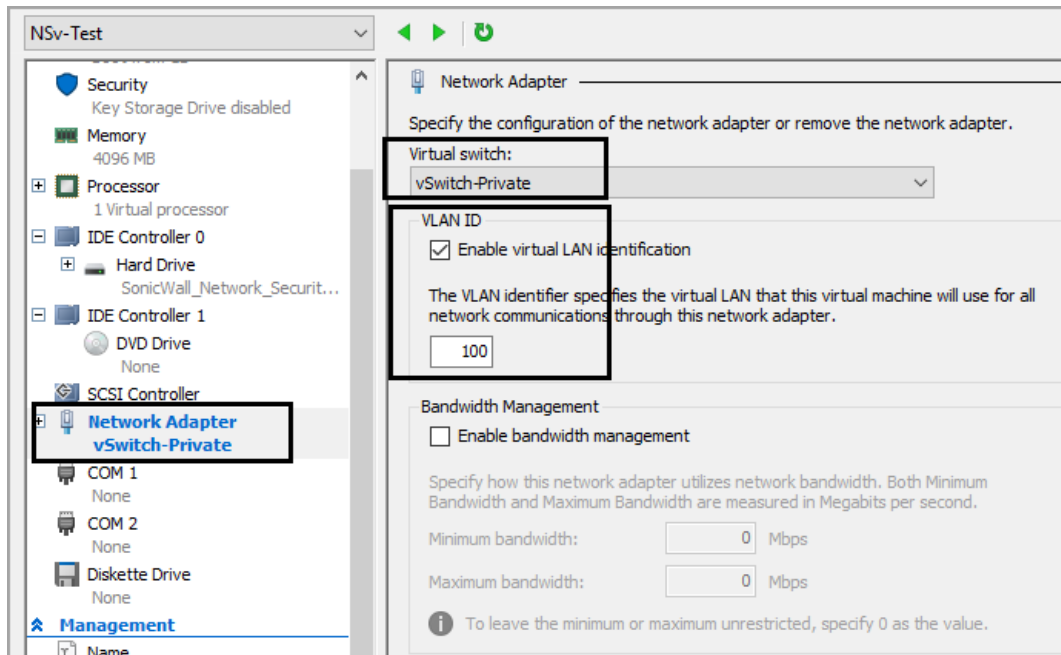 NSv-Test
Security
Key Storage Drive disabled
Memory
4096 MB
Processor
1 Virtual processor
IDE Controller 0
Hard Drive
SonicWall_Network_Securit...
IDE Controller 1
DVD Drive
None
SCSI Controller
Network Adapter
vSwitch-Private
COM 1
None
COM 2
None
Diskette Drive
None
Management
Name
Network Adapter
Specify the configuration of the network adapter or remove the network adapter.
Virtual switch:
vSwitch-Private
VLAN ID
Enable virtual LAN identification
The VLAN identifier specifies the virtual LAN that this virtual machine will use for all
network communications through this network adapter.
100
Bandwidth Management
Enable bandwidth management
Specify how this network adapter utilizes network bandwidth. Both Minimum
Bandwidth and Maximum Bandwidth are measured in Megabits per second.
Minimum bandwidth: 0 Mbps
Maximum bandwidth: 0 Mbps
To leave the minimum or maximum unrestricted, specify 0 as the value.